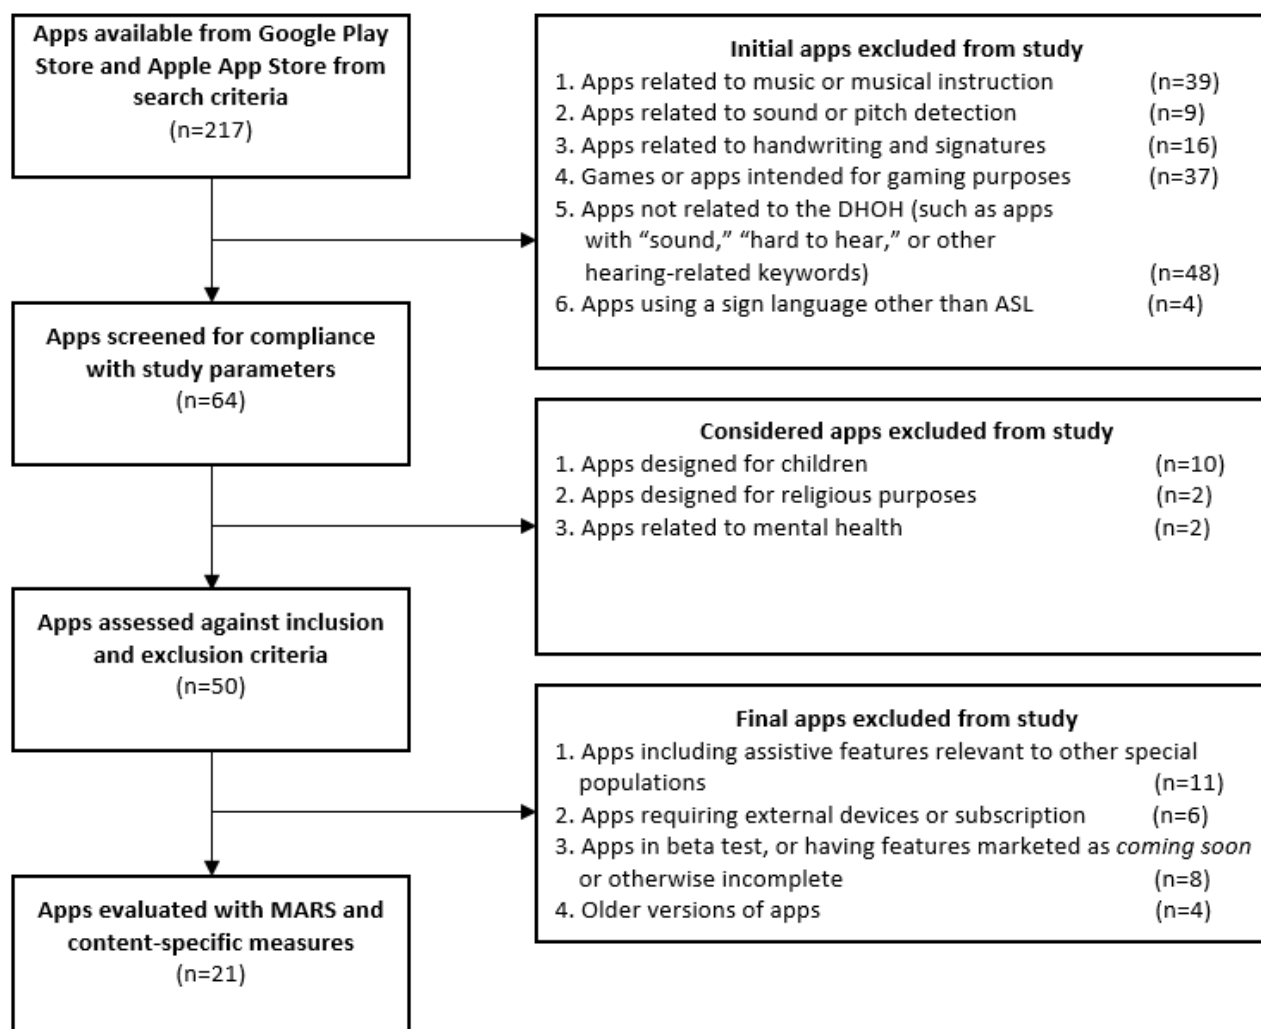 Apps available from Google Play
Store and Apple App Store from
search criteria
(n=217)
Initial apps excluded from study
1. Apps related to music or musical instruction (n=39)
2. Apps related to sound or pitch detection (n=9)
3. Apps related to handwriting and signatures (n=16)
4. Games or apps intended for gaming purposes (n=37)
5. Apps not related to the DHOH (such as apps
with “sound,” “hard to hear,” or other
hearing-related keywords) (n=48)
6. Apps using a sign language other than ASL (n=4)
Apps screened for compliance
with study parameters
(n=64)
Considered apps excluded from study
1. Apps designed for children (n=10)
2. Apps designed for religious purposes (n=2)
3. Apps related to mental health (n=2)
Apps assessed against inclusion
and exclusion criteria
(n=50)
Final apps excluded from study
1. Apps including assistive features relevant to other special
populations (n=11)
2. Apps requiring external devices or subscription (n=6)
3. Apps in beta test, or having features marketed as coming soon
or otherwise incomplete (n=8)
4. Older versions of apps (n=4)
Apps evaluated with MARS and
content-specific measures
(n=21)